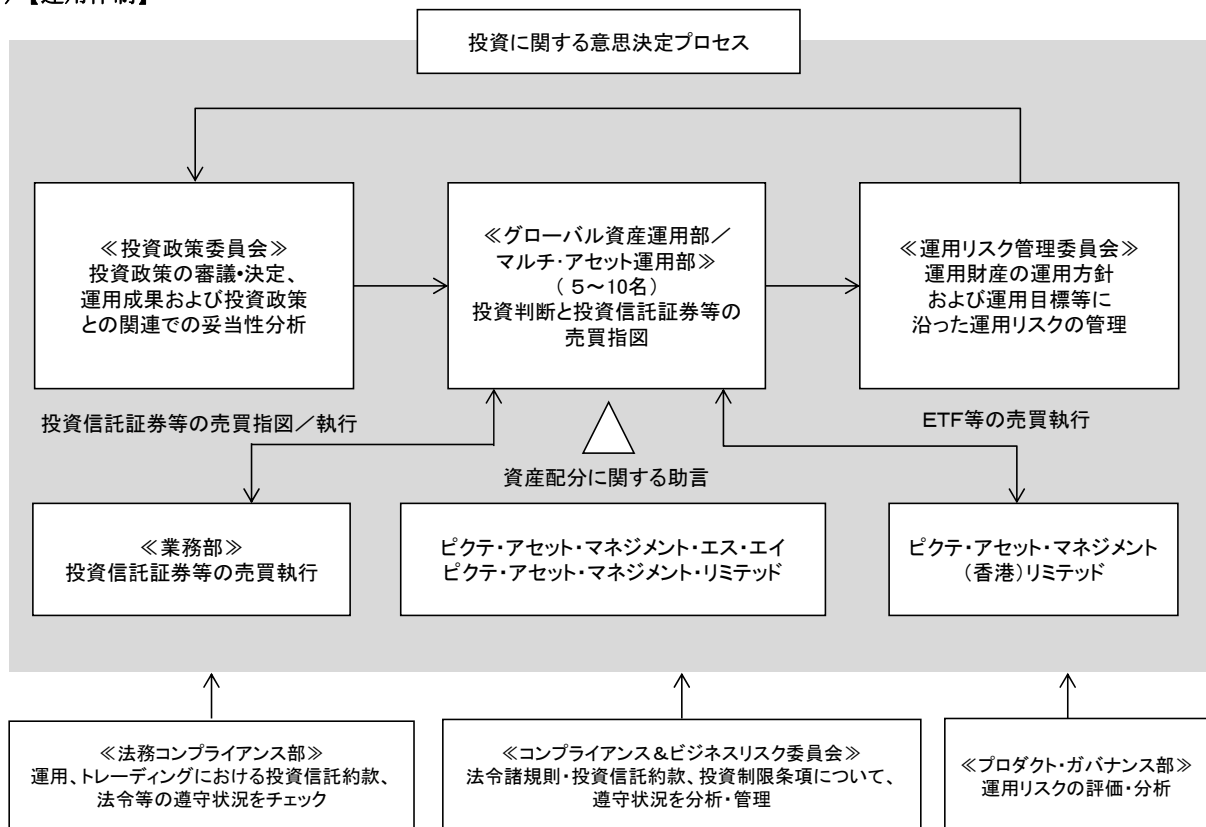 【運用体制】
投資に関する意思決定プロセス
≪投資政策委員会≫
投資政策の審議・決定、
運用成果および投資政策
との関連での妥当性分析
≪グローバル資産運用部／
マルチ・アセット運用部≫
（５～10名）
投資判断と投資信託証券等の
売買指図
≪運用リスク管理委員会≫
運用財産の運用方針
および運用目標等に
沿った運用リスクの管理
投資信託証券等の売買指図／執行
ETF等の売買執行
資産配分に関する助言
≪業務部≫
投資信託証券等の売買執行
ピクテ・アセット・マネジメント・エス・エイ
ピクテ・アセット・マネジメント・リミテッド
ピクテ・アセット・マネジメント
（香港）リミテッド
≪法務コンプライアンス部≫
運用、トレーディングにおける投資信託約款、
法令等の遵守状況をチェック
≪コンプライアンス＆ビジネスリスク委員会≫
法令諸規則・投資信託約款、投資制限条項について、
遵守状況を分析・管理
≪プロダクト・ガバナンス部≫
運用リスクの評価・分析